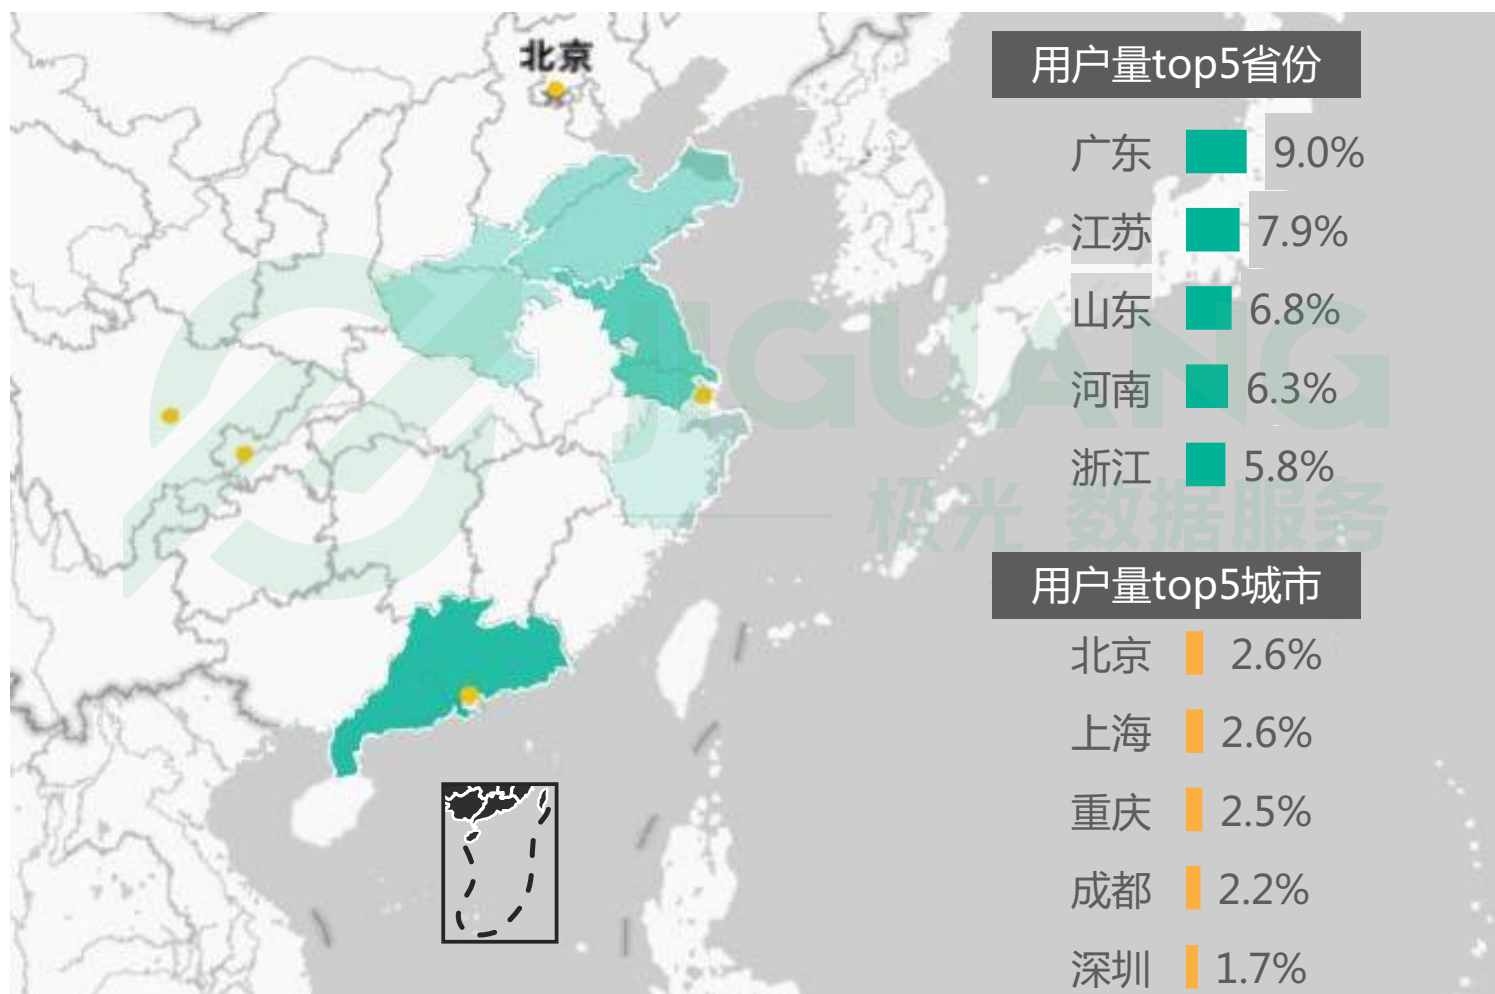 北京
用户量top5省份
广东 9.0%
江苏 7.9%
山东 6.8%
河南 6.3%
浙江 5.8%
JIGUANG
极光 数据服务
用户量top5城市
北京 2.6%
上海 2.6%
重庆 2.5%
成都 2.2%
深圳 1.7%